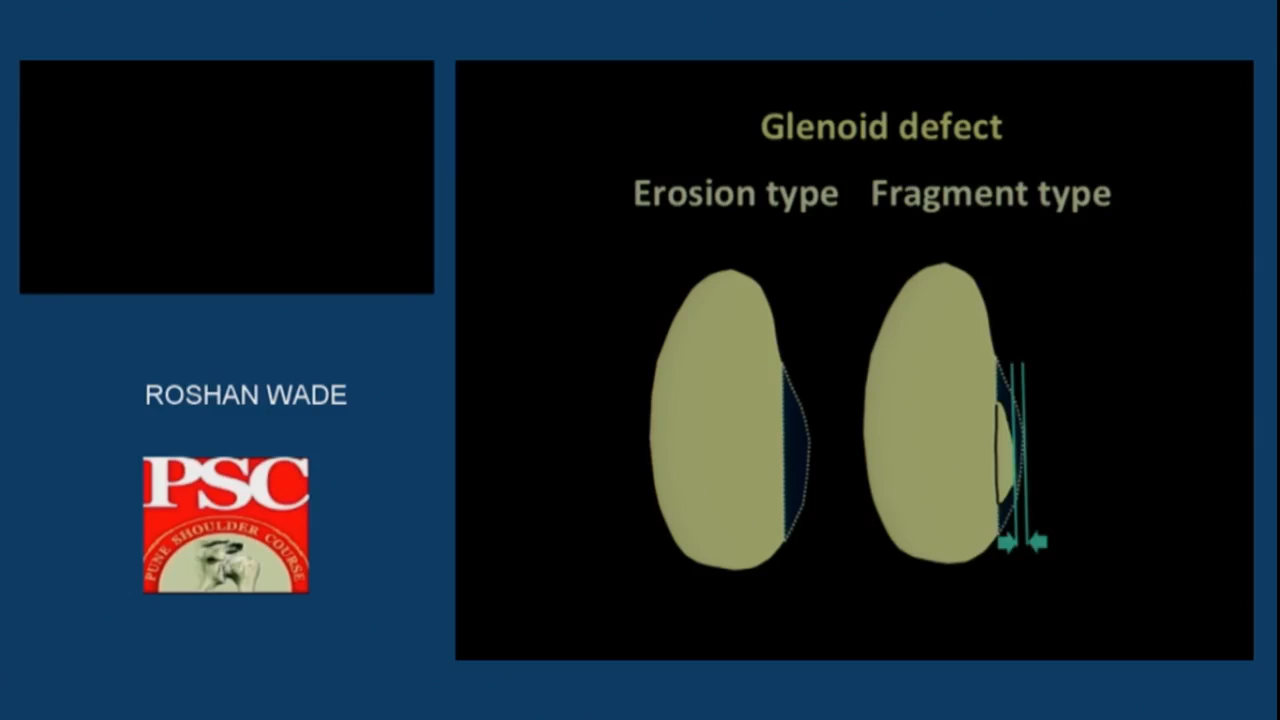 Glenoid defect
Erosion type Fragment type
ROSHAN WADE
PSC
PUNE SHOULDER COURSE